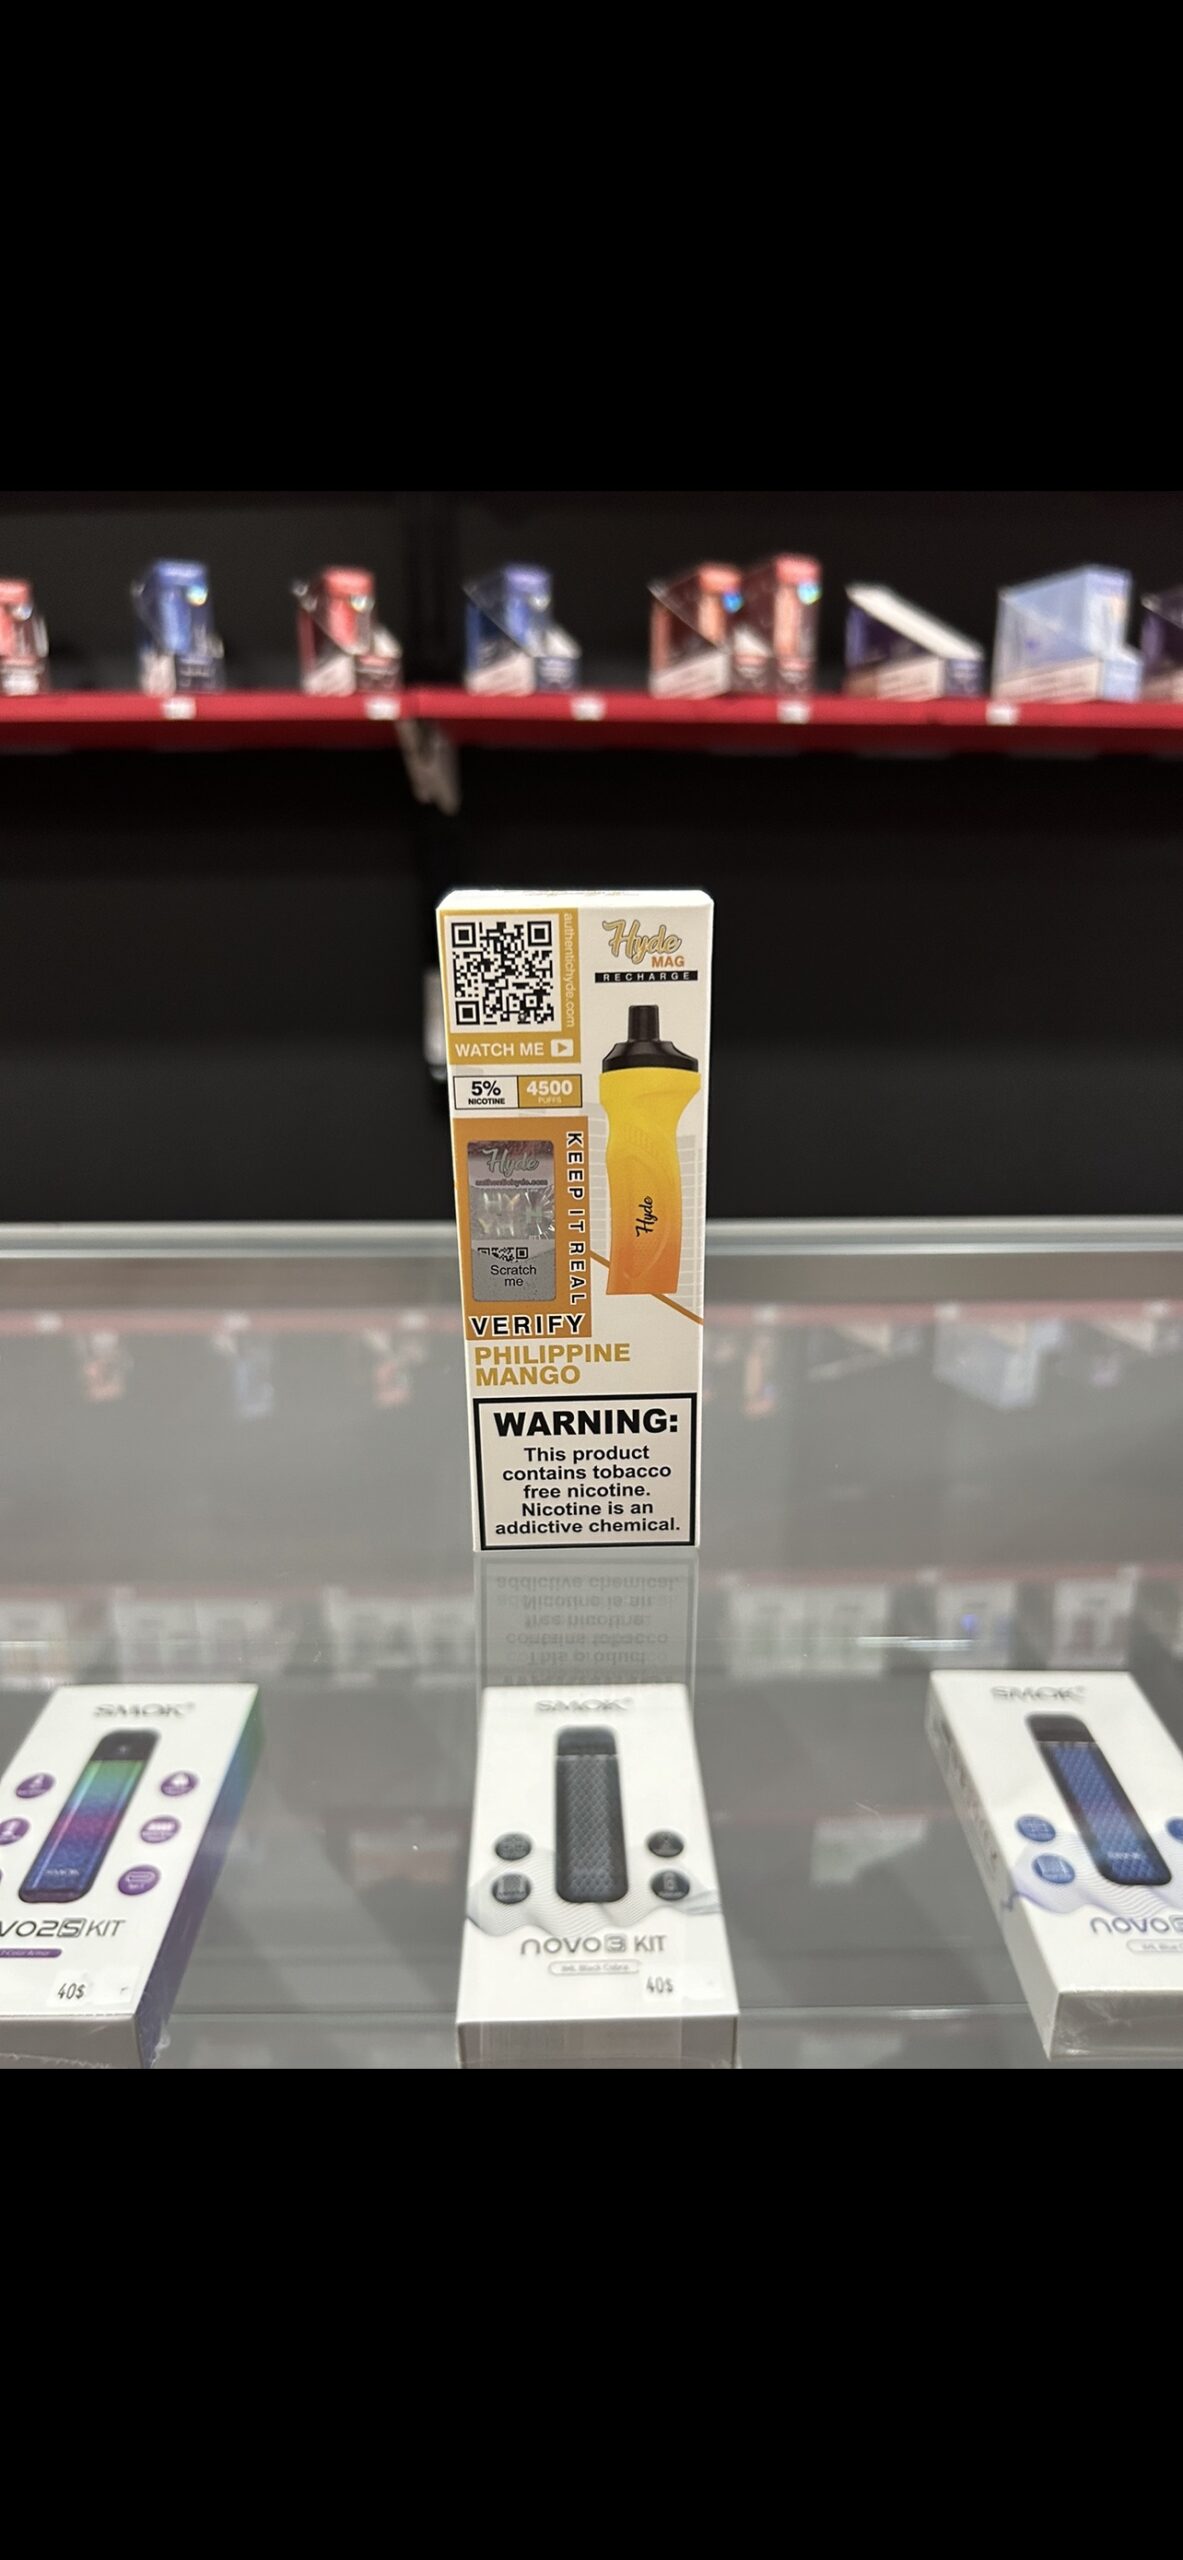 Hyde
MAG
RECHARGE
authentichyde.com
WATCH ME
5%
NICOTINE
4500
PUFFS
Hyde
authentichyde.com
Scratch
me
KEEP IT REAL
VERIFY
Hyde
PHILIPPINE
MANGO
WARNING:
This product
contains tobacco
free nicotine.
Nicotine is an
addictive chemical.
SMOK
SMOK
SMOK
VO2S KIT
40$
novo3 KIT
40$
novo